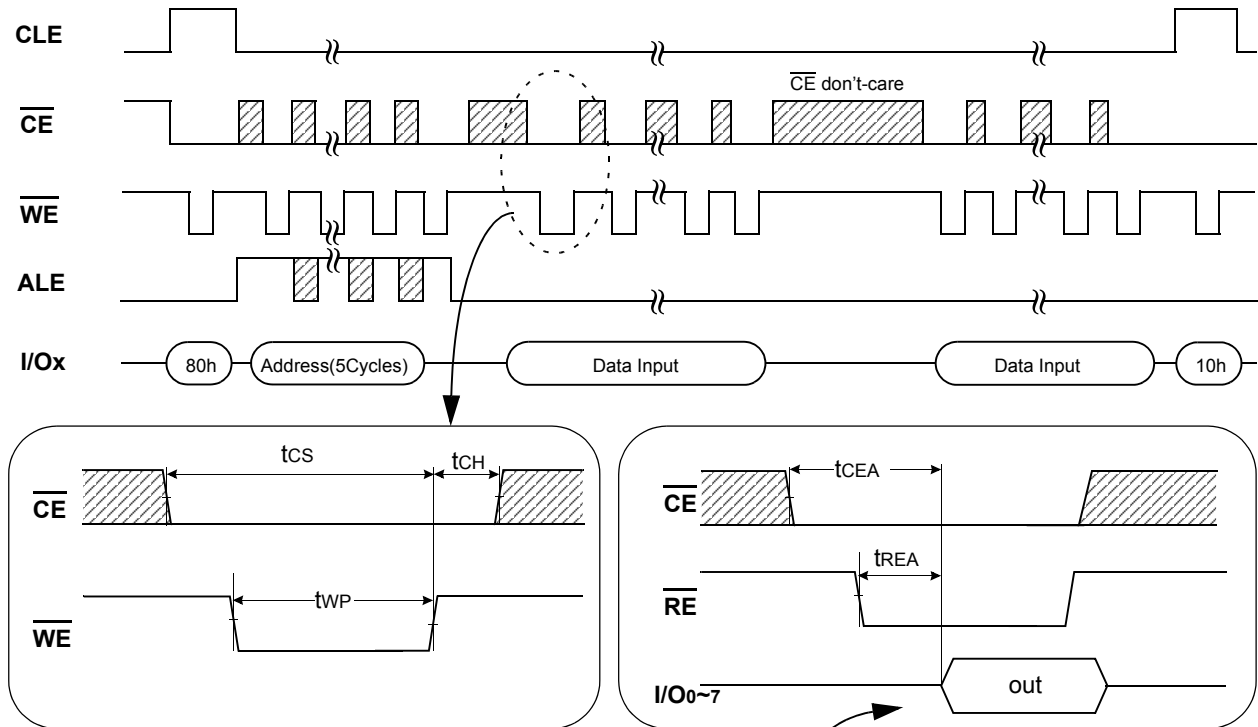 CLE
CE don't-care
CE
WE
ALE
I/Ox 80h Address(5Cycles) Data Input Data Input 10h
tCS tCH
CE
tWP
WE
tCEA
CE
tREA
RE
I/O0~7 out